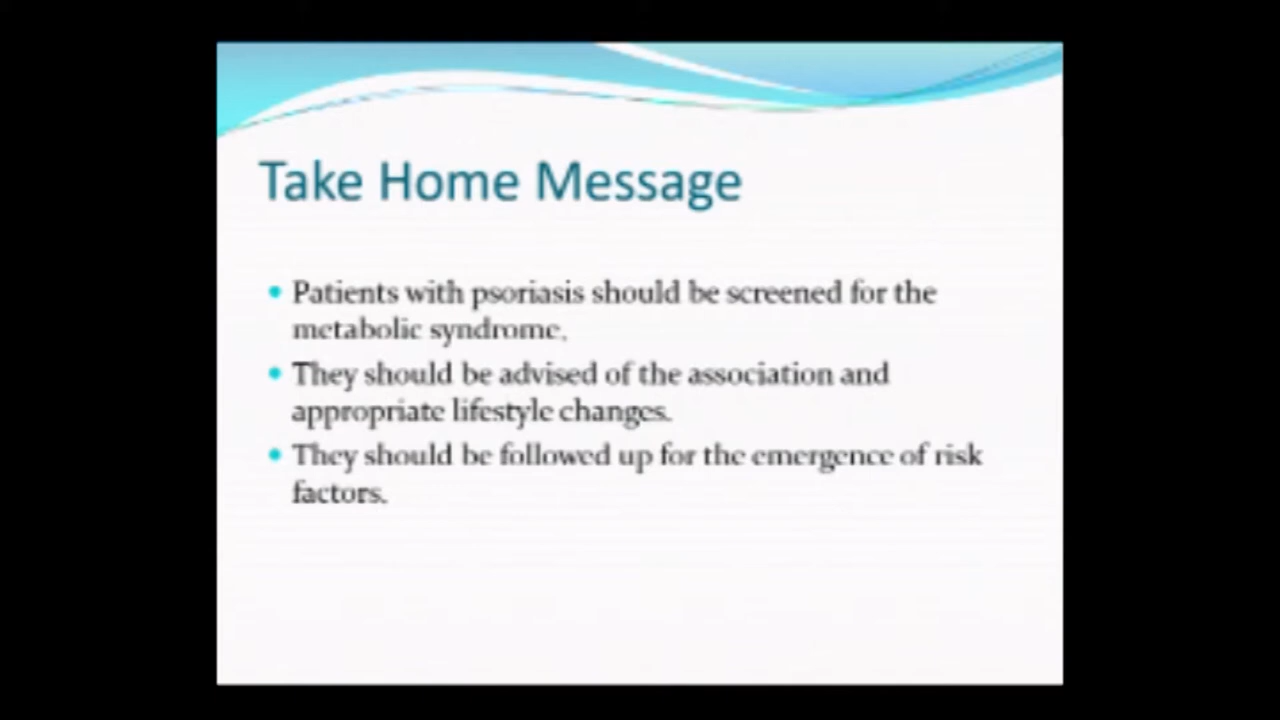 Take Home Message
• Patients with psoriasis should be screened for the
metabolic syndrome.
• They should be advised of the association and
appropriate lifestyle changes.
• They should be followed up for the emergence of risk
factors.